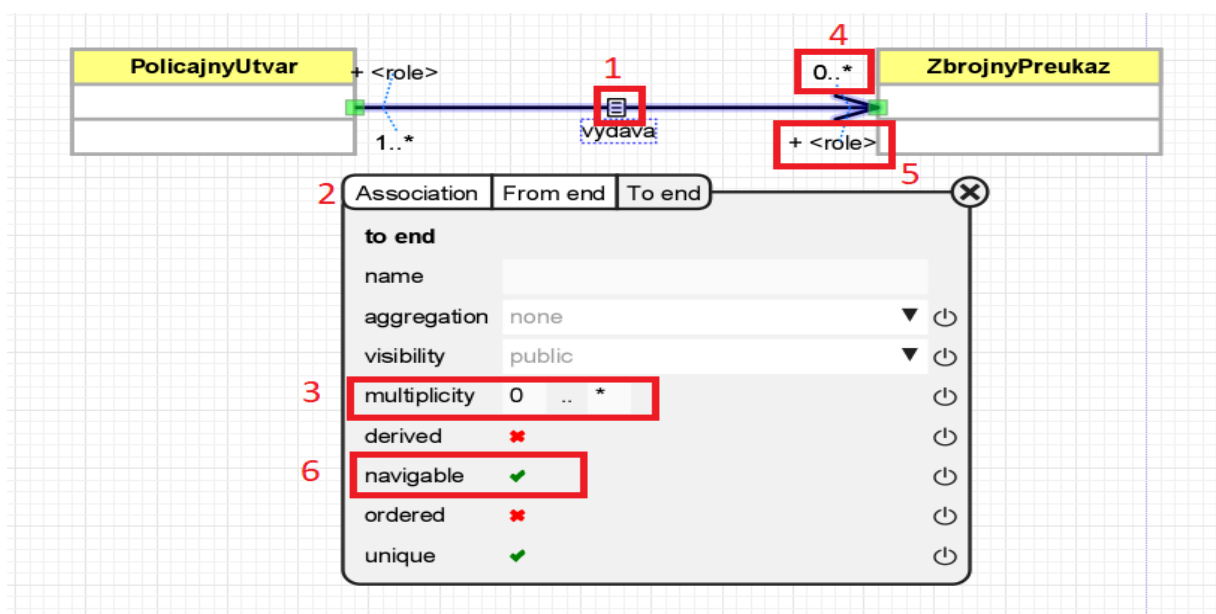 4
PolicajnyUtvar
+ <role>
1
0..*
ZbrojnyPreukaz
1..*
vydava
+ <role>
5
2
Association From end To end
to end
name
aggregation none
visibility public
3
multiplicity 0 .. *
derived
6
navigable
ordered
unique